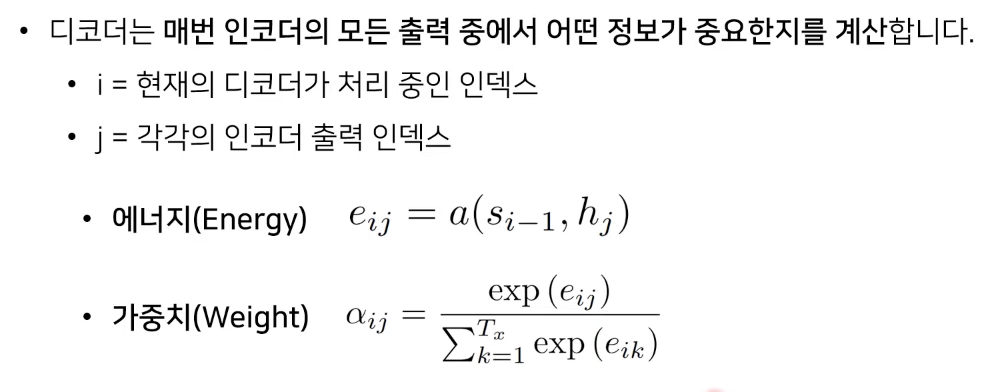 • 디코더는 매번 인코더의 모든 출력 중에서 어떤 정보가 중요한지를 계산합니다.
• i = 현재의 디코더가 처리 중인 인덱스
• j = 각각의 인코더 출력 인덱스
• 에너지(Energy) $e_{ij} = a(s_{i-1}, h_j)$
• 가중치(Weight) $\alpha_{ij} = \frac{\exp(e_{ij})}{\sum_{k=1}^{T_x} \exp(e_{ik})}$